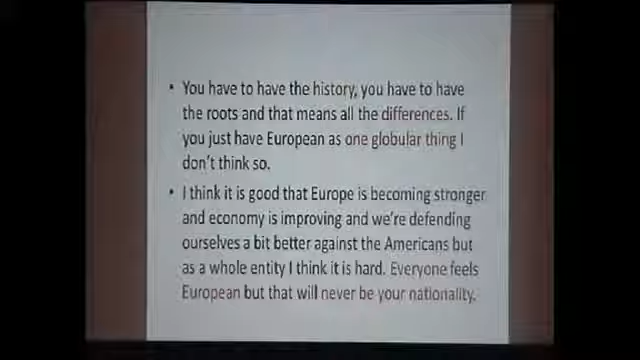 • You have to have the history, you have to have
the roots and that means all the differences. If
you just have European as one globular thing I
don't think so.
• I think it is good that Europe is becoming stronger
and economy is improving and we're defending
ourselves a bit better against the Americans but
as a whole entity I think it is hard. Everyone feels
European but that will never be your nationality.